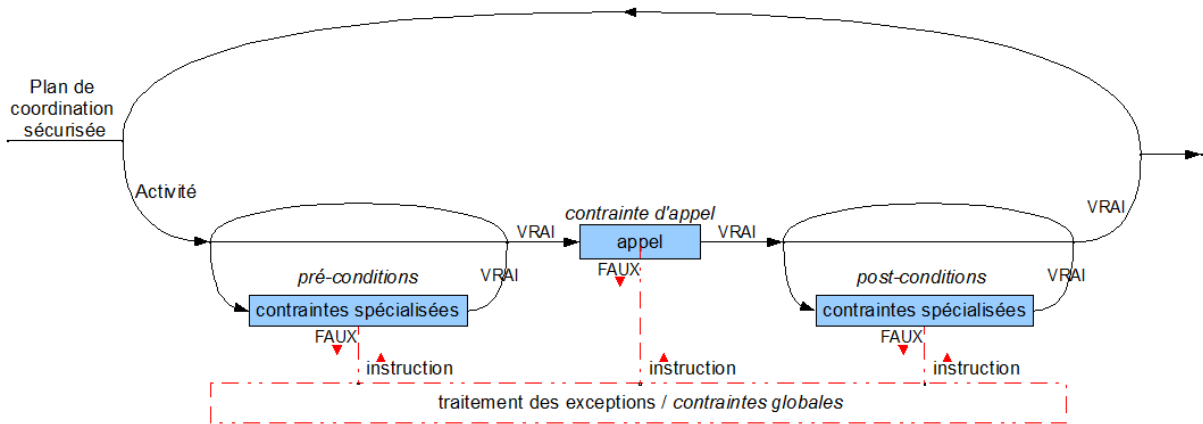 Plan de
coordination
sécurisée
Activité
VRAI
contrainte d'appel
appel
VRAI
VRAI
pré-conditions
VRAI
contraintes spécialisées
FAUX
instruction
FAUX
instruction
post-conditions
VRAI
contraintes spécialisées
FAUX
instruction
traitement des exceptions / contraintes globales